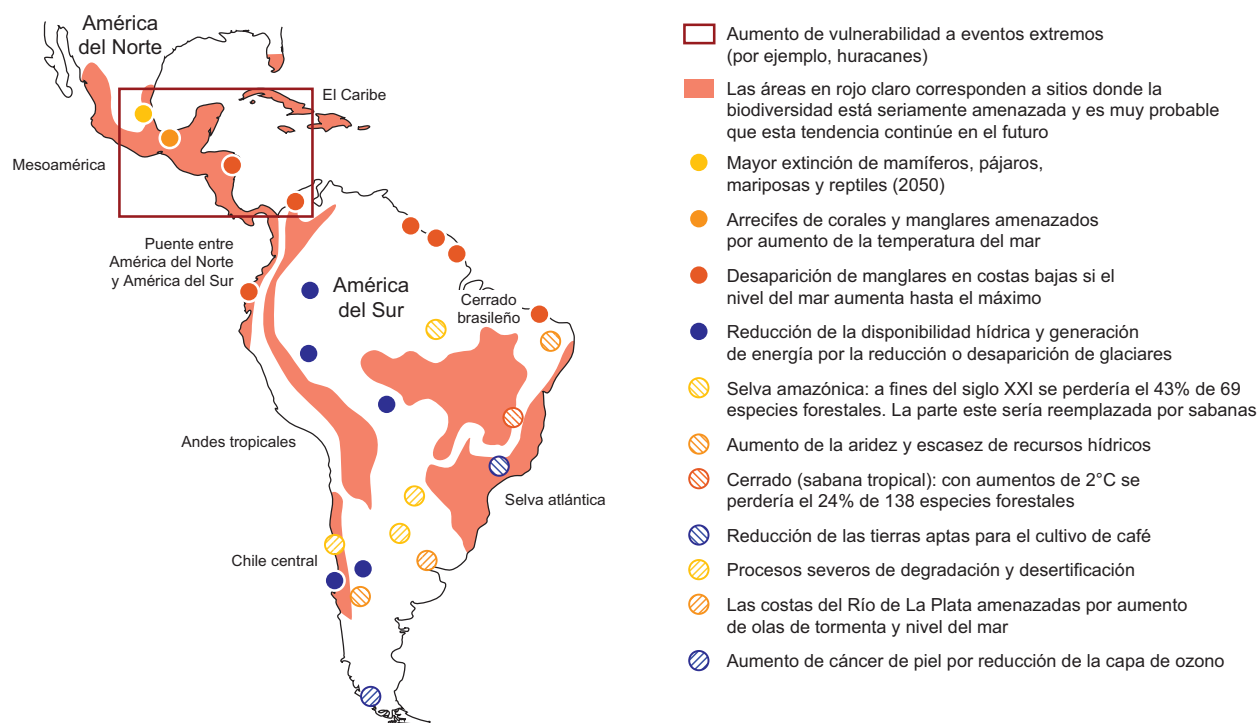 América
del Norte
El Caribe
Mesoamérica
Puente entre
América del Norte
y América del Sur
América
del Sur
Cerrado
brasileño
Andes tropicales
Selva atlántica
Chile central
Aumento de vulnerabilidad a eventos extremos
(por ejemplo, huracanes)
Las áreas en rojo claro corresponden a sitios donde la
biodiversidad está seriamente amenazada y es muy probable
que esta tendencia continúe en el futuro
Mayor extinción de mamíferos, pájaros,
mariposas y reptiles (2050)
Arrecifes de corales y manglares amenazados
por aumento de la temperatura del mar
Desaparición de manglares en costas bajas si el
nivel del mar aumenta hasta el máximo
Reducción de la disponibilidad hídrica y generación
de energía por la reducción o desaparición de glaciares
Selva amazónica: a fines del siglo XXI se perdería el 43% de 69
especies forestales. La parte este sería reemplazada por sabanas
Aumento de la aridez y escasez de recursos hídricos
Cerrado (sabana tropical): con aumentos de 2°C se
perdería el 24% de 138 especies forestales
Reducción de las tierras aptas para el cultivo de café
Procesos severos de degradación y desertificación
Las costas del Río de La Plata amenazadas por aumento
de olas de tormenta y nivel del mar
Aumento de cáncer de piel por reducción de la capa de ozono